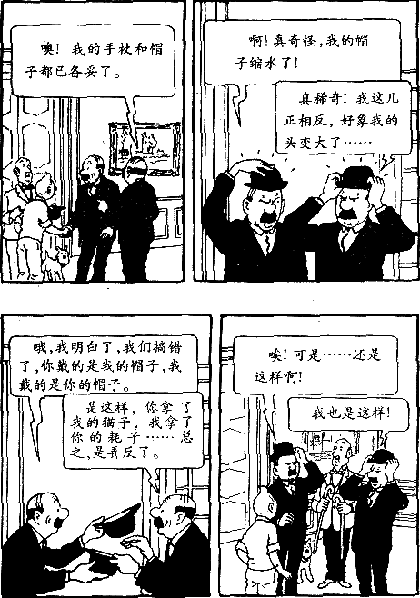 噢！我的手杖和帽
子都已备妥了。
啊！真奇怪，我的帽
子缩水了！
真稀奇：我这儿
正相反，好象我的
头变大了……
哦，我明白了，我们搞错
了，你戴的是我的帽子，我
戴的是你的帽子。
是这样，你拿了
我的猫子，我拿了
你的耗子……总
之，是弄反了。
唉！可是……还是
这样啊！
我也是这样！